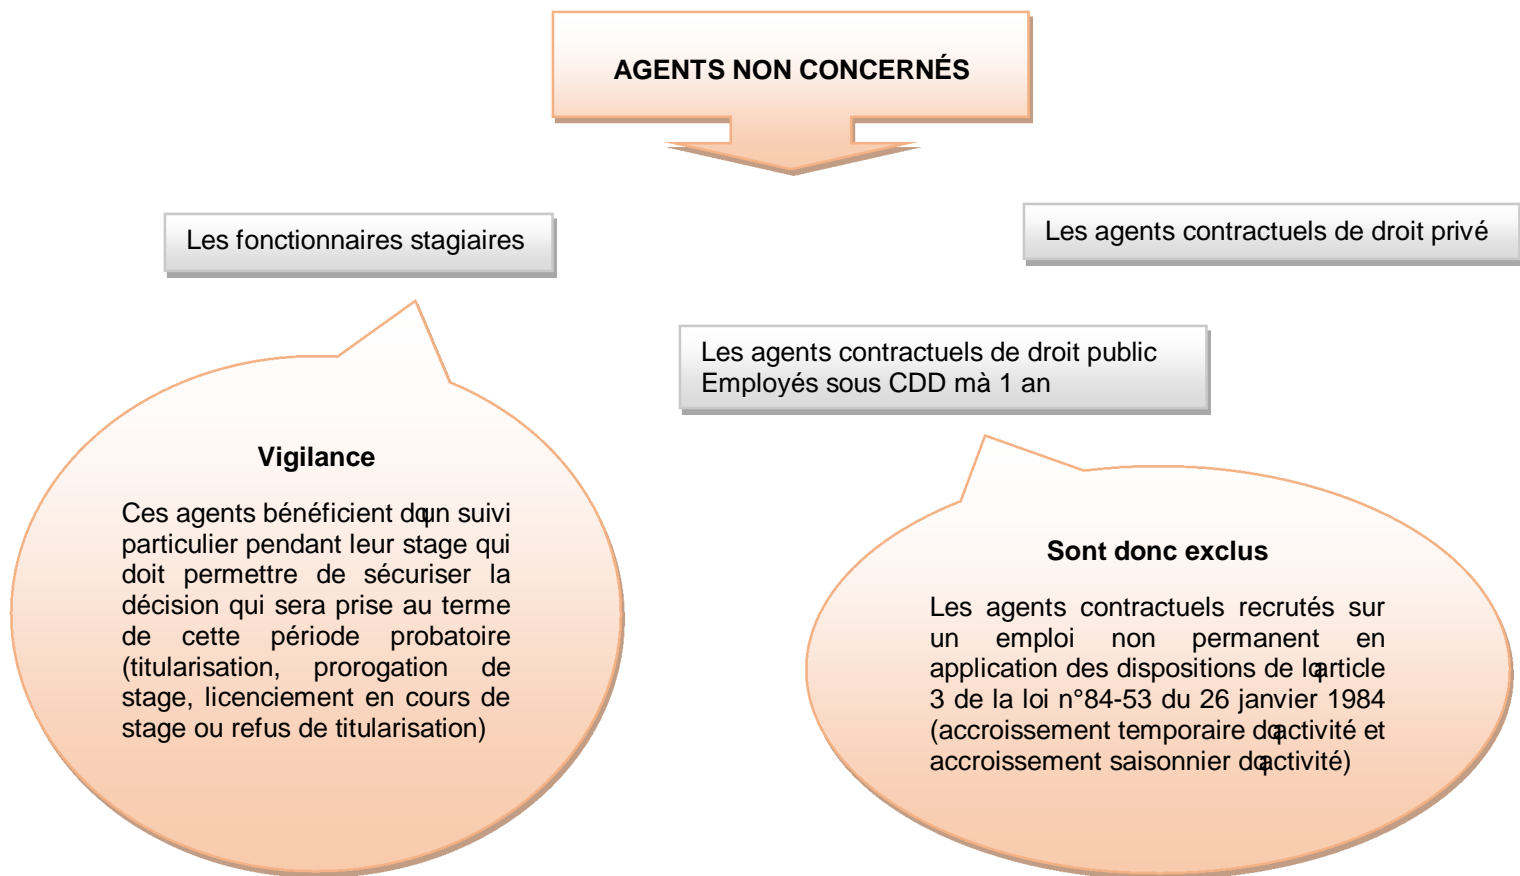 AGENTS NON CONCERNÉS
Les fonctionnaires stagiaires
Les agents contractuels de droit privé
Les agents contractuels de droit public
Employés sous CDD mà 1 an
Vigilance
Ces agents bénéficient dqun suivi
particulier pendant leur stage qui
doit permettre de sécuriser la
décision qui sera prise au terme
de cette période probatoire
(titularisation, prorogation de
stage, licenciement en cours de
stage ou refus de titularisation)
Sont donc exclus
Les agents contractuels recrutés sur
un emploi non permanent en
application des dispositions de lqarticle
3 de la loi n°84-53 du 26 janvier 1984
(accroissement temporaire dqactivité et
accroissement saisonnier dqactivité)